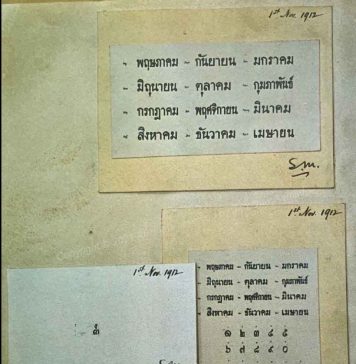 1st Nov. 1912
- พฤษภาคม - กันยายน - มกราคม
- มิถุนายน - ตุลาคม - กุมภาพันธ์
- กรกฎาคม - พฤศจิกายน - มีนาคม
- สิงหาคม - ธันวาคม - เมษายน
S.M.
1st Nov. 1912
- พฤษภาคม - กันยายน - มกราคม
- มิถุนายน - ตุลาคม - กุมภาพันธ์
- กรกฎาคม - พฤศจิกายน - มีนาคม
- สิงหาคม - ธันวาคม - เมษายน
๑ ๒ ๓ ๔ ๕
๖ ๗ ๘ ๙ ๐
1st Nov. 1912